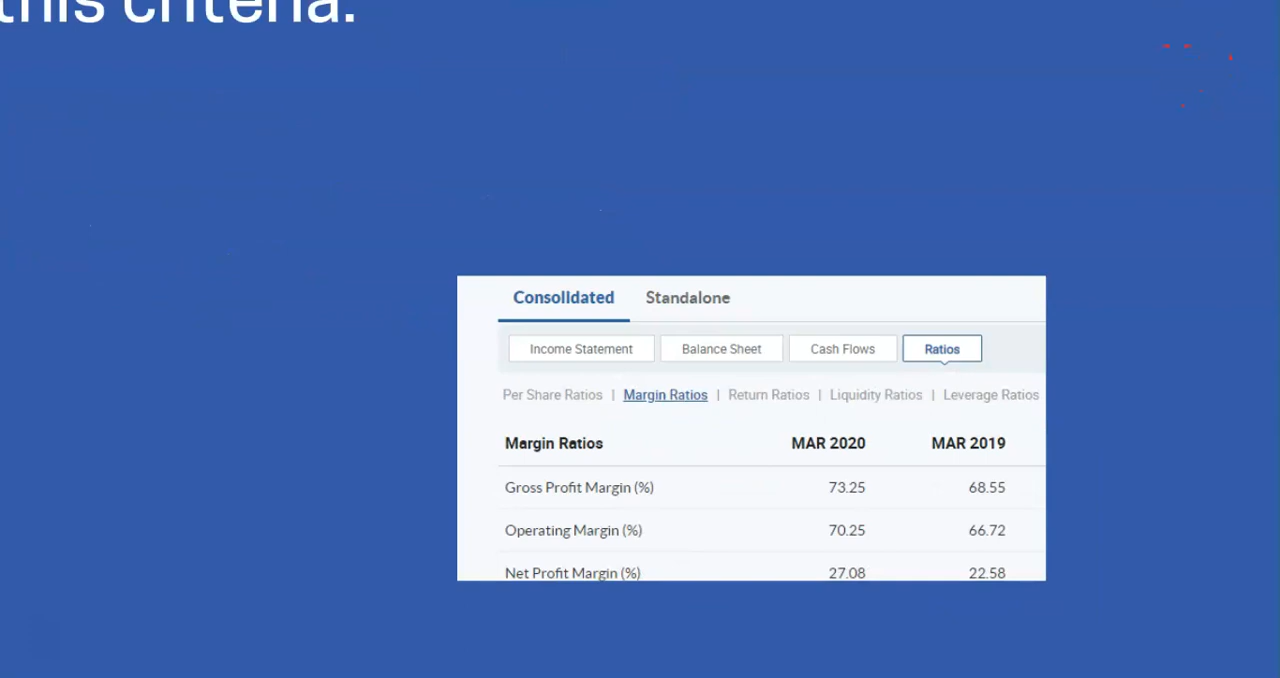 this criteria.
Consolidated Standalone
Income Statement Balance Sheet Cash Flows Ratios
Per Share Ratios | Margin Ratios | Return Ratios | Liquidity Ratios | Leverage Ratios
Margin Ratios MAR 2020 MAR 2019
Gross Profit Margin (%) 73.25 68.55
Operating Margin (%) 70.25 66.72
Net Profit Margin (%) 27.08 22.58